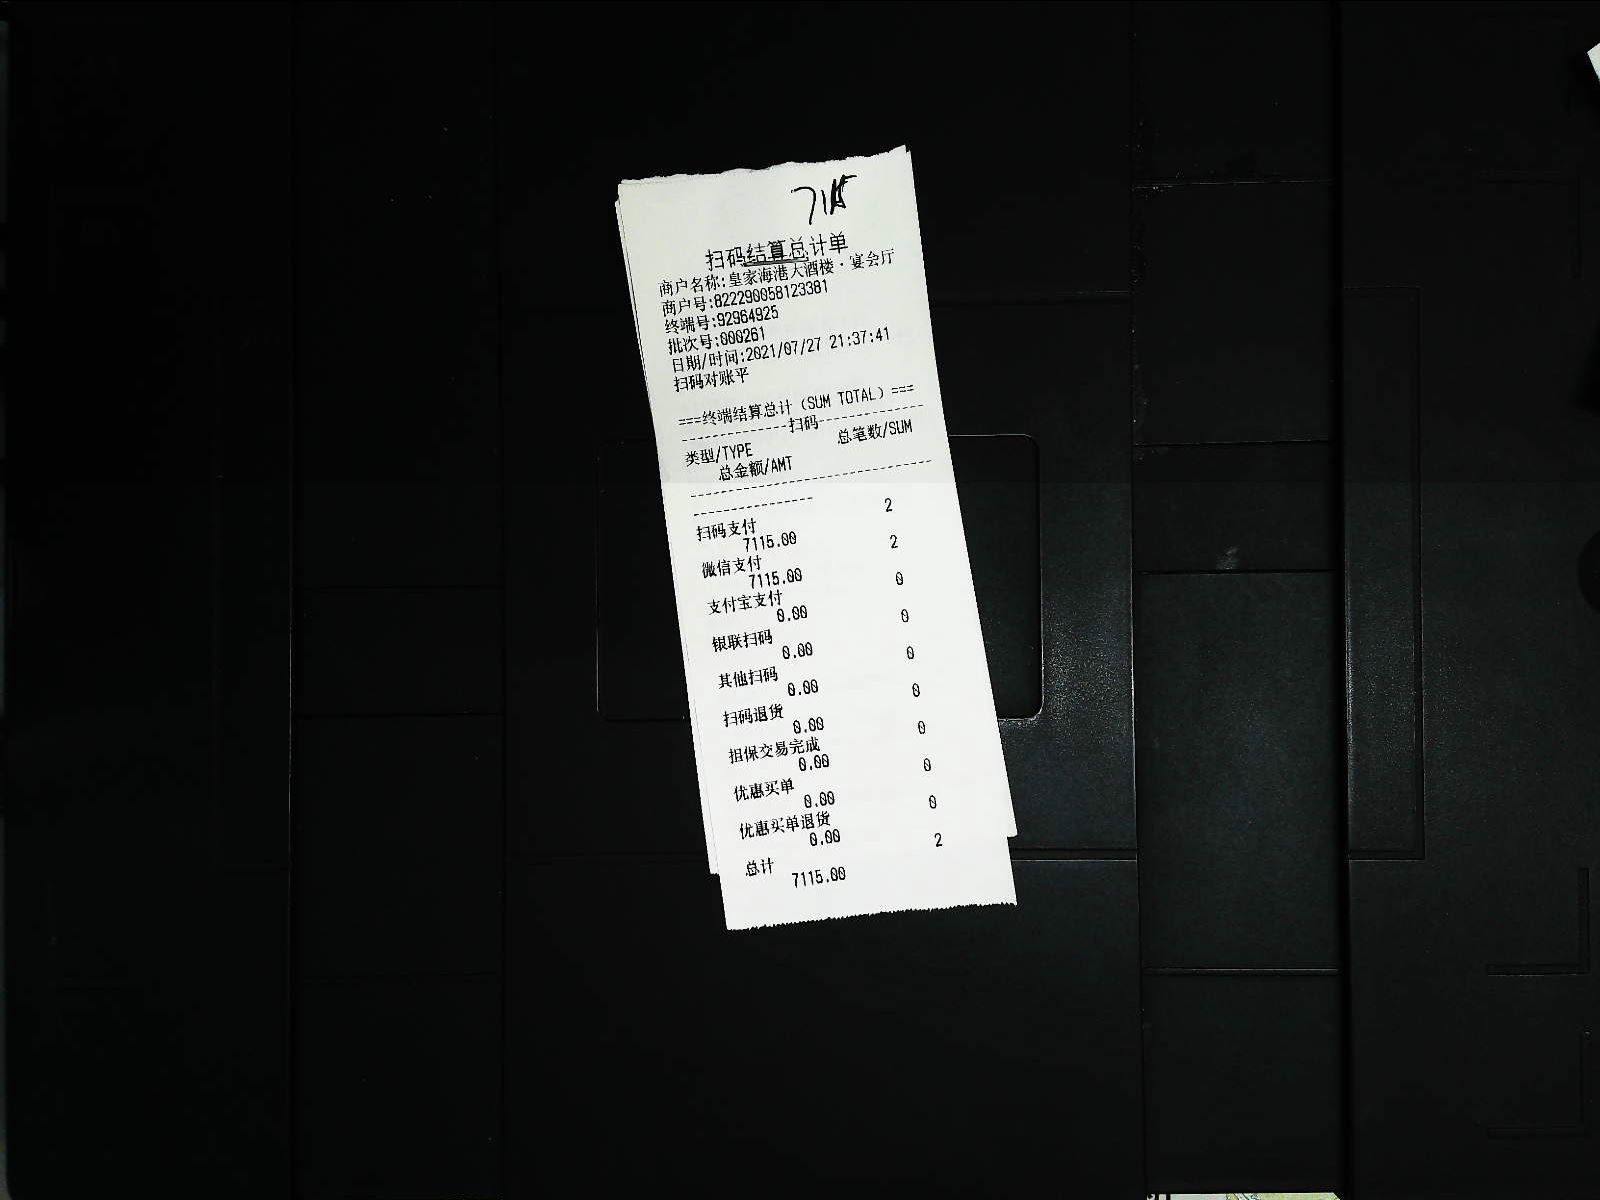 7115
扫码结算总计单
商户名称:皇家海港大酒楼·宴会厅
商户号:822290058123381
终端号:92964925
批次号:000261
日期/时间:2021/07/27 21:37:41
扫码对账平
===终端结算总计（SUM TOTAL）===
---------------扫码---------------
类型/TYPE 总笔数/SUM
总金额/AMT
----------------------------------
-----------------
扫码支付 2
7115.00
微信支付 2
7115.00
支付宝支付 0
0.00
银联扫码 0
0.00
其他扫码 0
0.00
扫码退货 0
0.00
担保交易完成 0
0.00
优惠买单 0
0.00
优惠买单退货 0
0.00
总计 2
7115.00